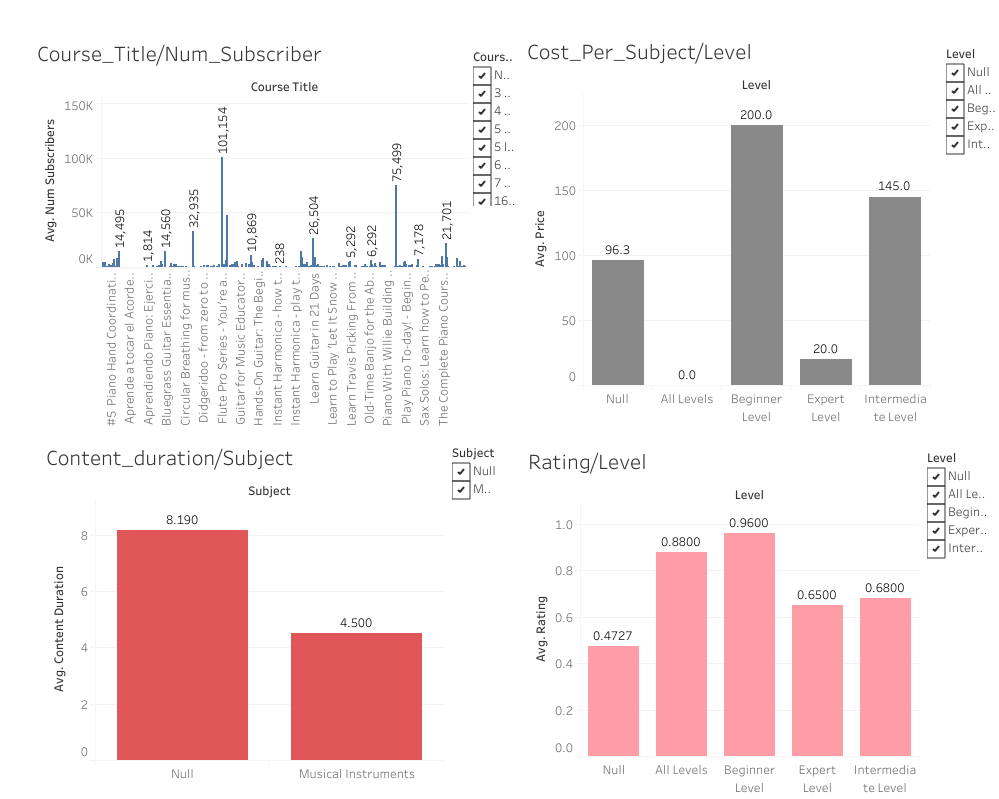 Course_Title/Num_Subscriber
Course Title
Avg. Num Subscribers
150K
100K
50K
0K
14,495
1,814
14,560
32,935
101,154
10,869
238
26,504
5,292
6,292
75,499
7,178
21,701
#5 Piano Hand Coordinati..
Aprende a tocar el Acorde..
Aprendiendo Piano: Ejerci..
Bluegrass Guitar Essentia..
Circular Breathing for mus..
Didgeridoo - from zero to ..
Flute Pro Series - You're a..
Guitar for Music Educator..
Hands-On Guitar: The Begi..
Instant Harmonica - how t..
Instant Harmonica - play t..
Learn Guitar in 21 Days
Learn to Play 'Let It Snow ..
Learn Travis Picking From ..
Old-Time Banjo for the Ab..
Piano With Willie Building ..
Play Piano To-day! - Begin..
Sax Solos: Learn how to Pe..
The Complete Piano Cours..
Cours..
N..
3 ..
4 ..
5 ..
5 l..
6 ..
7 ..
16..
Cost_Per_Subject/Level
Level
Avg. Price
200
150
100
50
0
96.3
0.0
200.0
20.0
145.0
Null
All Levels
Beginner
Level
Expert
Level
Intermedia
te Level
Level
Null
All ..
Beg..
Exp..
Int..
Content_duration/Subject
Subject
Avg. Content Duration
8
6
4
2
0
8.190
4.500
Null
Musical Instruments
Subject
Null
M..
Rating/Level
Level
Avg. Rating
1.0
0.8
0.6
0.4
0.2
0.0
0.4727
0.8800
0.9600
0.6500
0.6800
Null
All Levels
Beginner
Level
Expert
Level
Intermedia
te Level
Level
Null
All Le..
Begin..
Exper..
Inter..